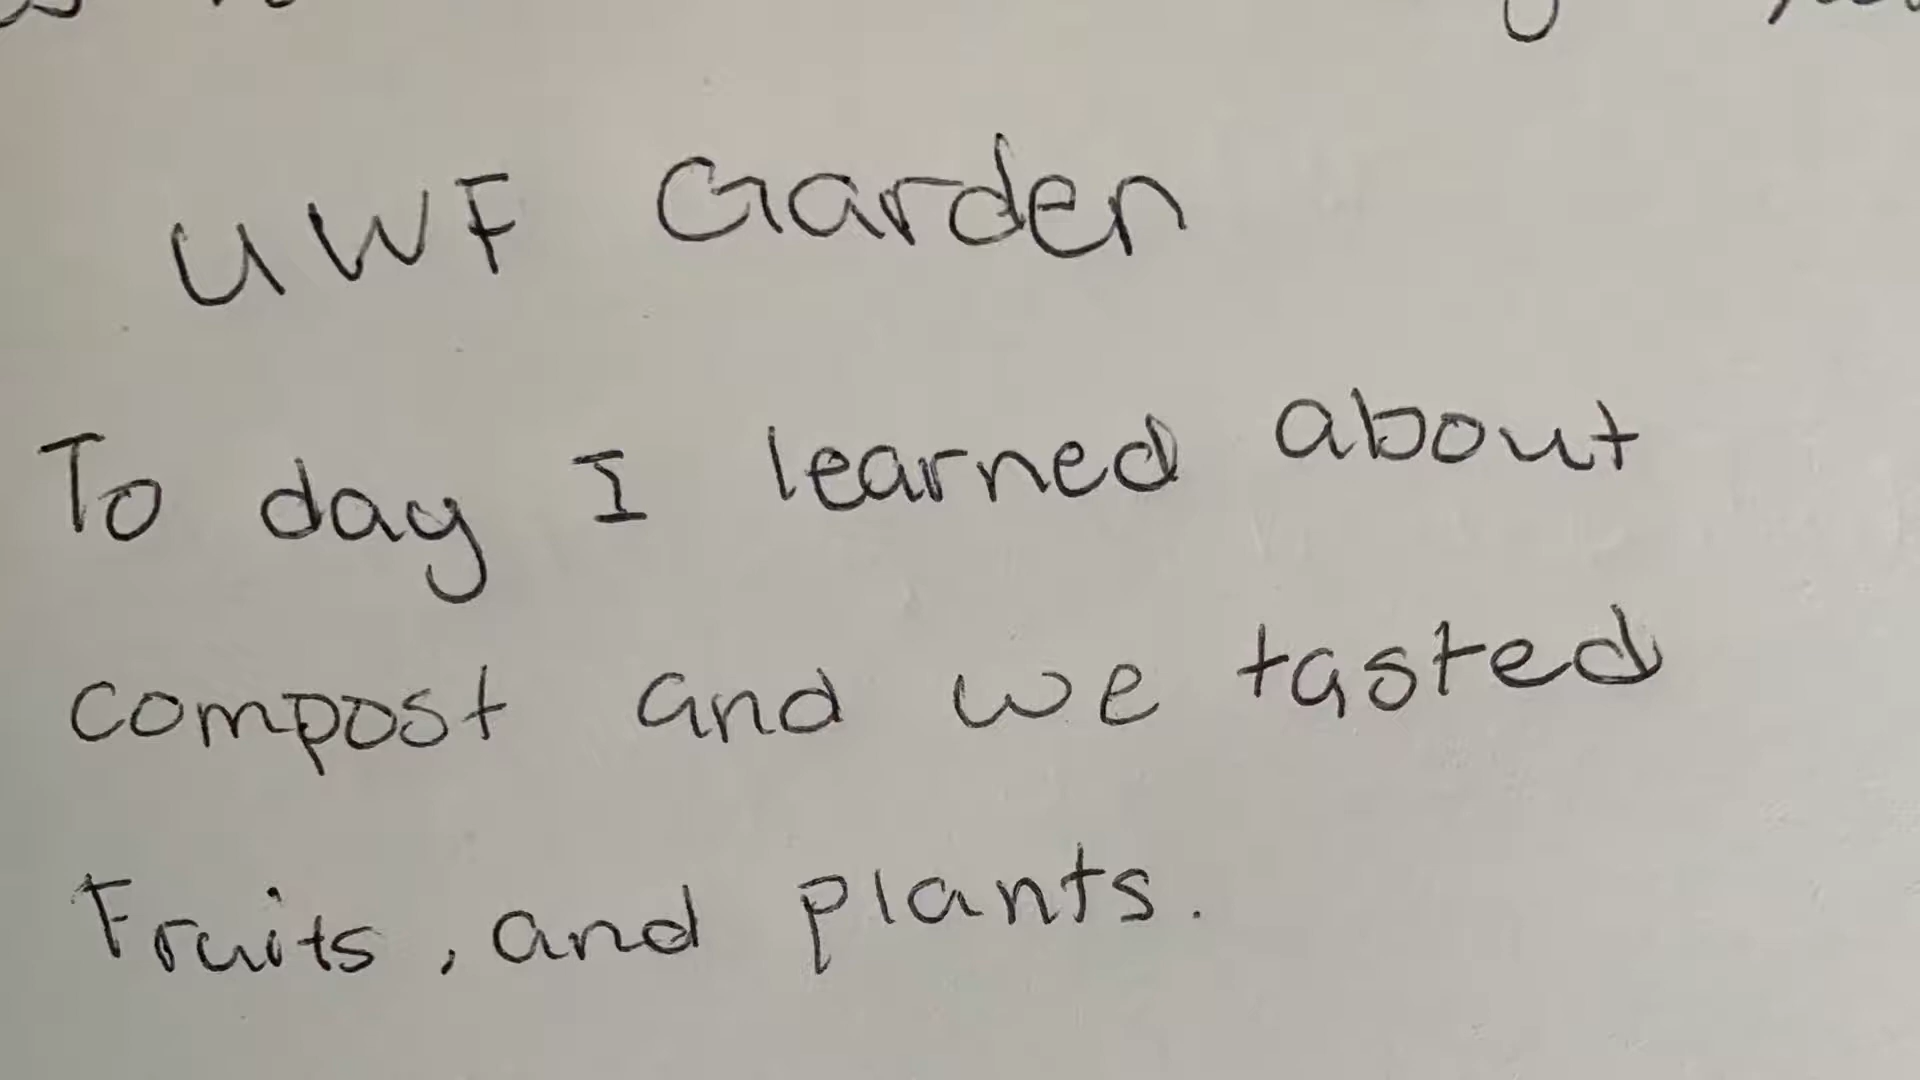 UWF Garden
To day I learned about
compost and we tasted
Fruits, and plants.